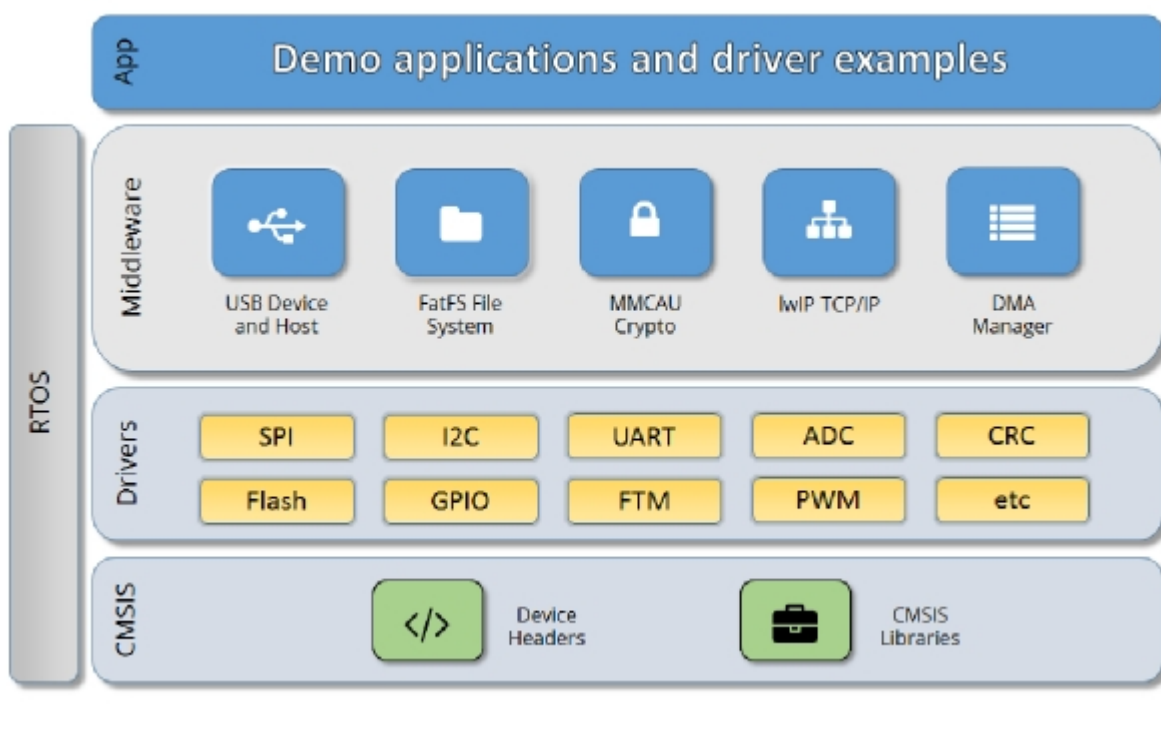 App
Demo applications and driver examples
RTOS
Middleware
USB Device
and Host
FatFS File
System
MMCAU
Crypto
lwIP TCP/IP
DMA
Manager
Drivers
SPI
I2C
UART
ADC
CRC
Flash
GPIO
FTM
PWM
etc
CMSIS
</>
Device
Headers
CMSIS
Libraries